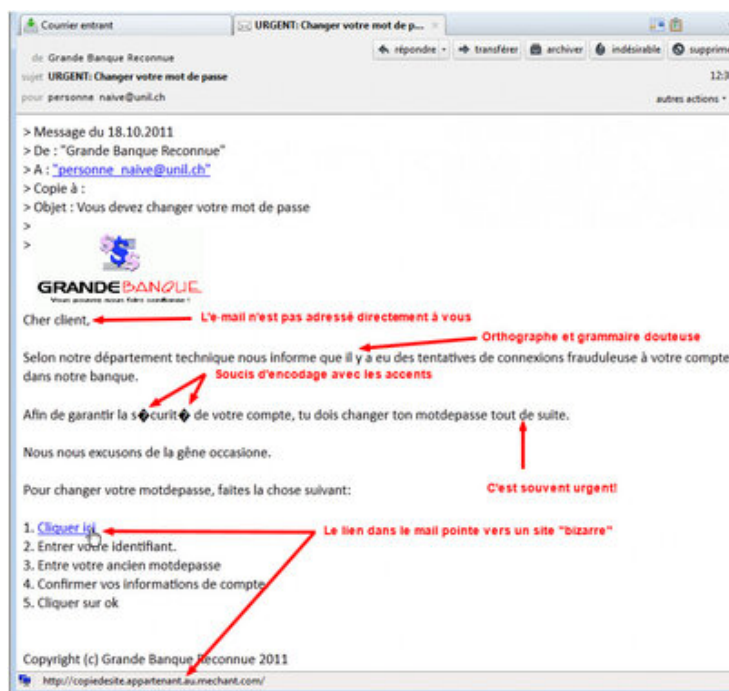 Courrier entrant
URGENT: Changer votre mot de p...
de Grande Banque Reconnue
répondre
transférer
archiver
indésirable
supprime
sujet URGENT: Changer votre mot de passe
12:3
pour personne naive@unil.ch
autres actions
> Message du 18.10.2011
> De : "Grande Banque Reconnue"
> A : "personne_naive@unil.ch"
> Copie à :
> Objet : Vous devez changer votre mot de passe
>
>
$$$
GRANDEBANQUE
Vous pouvez nous faire confiance !
Cher client,
L'e-mail n'est pas adressé directement à vous
Orthographe et grammaire douteuse
Selon notre département technique nous informe que il y a eu des tentatives de connexions frauduleuse à votre compte
dans notre banque.
Soucis d'encodage avec les accents
Afin de garantir la s�curit� de votre compte, tu dois changer ton motdepasse tout de suite.
Nous nous excusons de la gêne occasione.
C'est souvent urgent!
Pour changer votre motdepasse, faites la chose suivant:
1. Cliquer ici
Le lien dans le mail pointe vers un site "bizarre"
2. Entrer votre identifiant.
3. Entre votre ancien motdepasse
4. Confirmer vos informations de compte
5. Cliquer sur ok
Copyright (c) Grande Banque Reconnue 2011
http://copiedesite.appartenant.au.mechant.com/